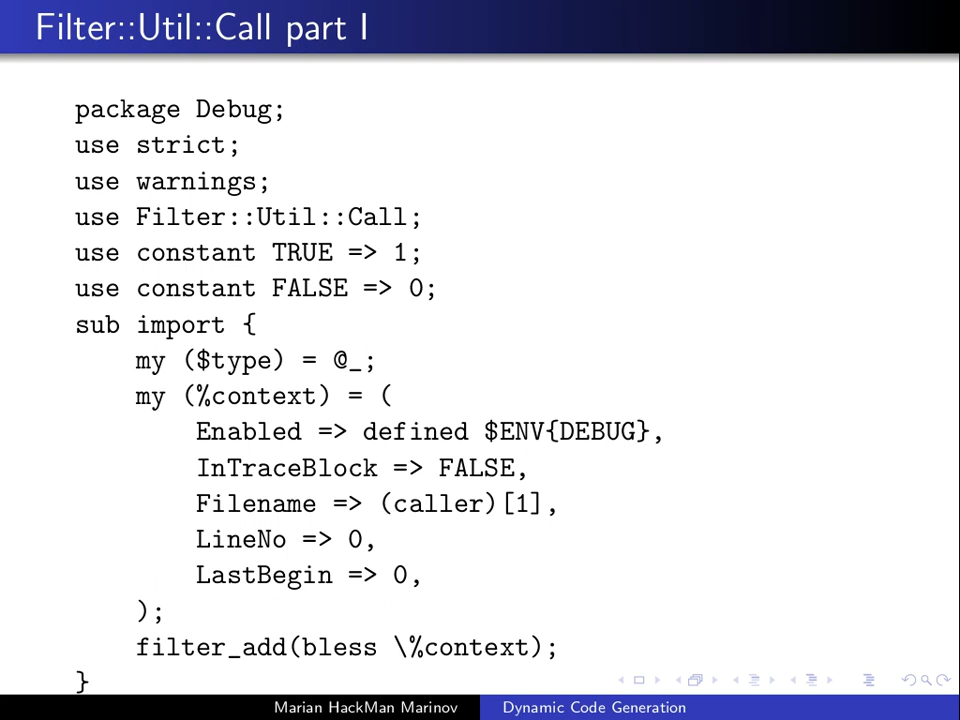 Filter::Util::Call part I
package Debug;
use strict;
use warnings;
use Filter::Util::Call;
use constant TRUE => 1;
use constant FALSE => 0;
sub import {
    my ($type) = @_;
    my (%context) = (
        Enabled => defined $ENV{DEBUG},
        InTraceBlock => FALSE,
        Filename => (caller)[1],
        LineNo => 0,
        LastBegin => 0,
    );
    filter_add(bless \%context);
}
Marian HackMan Marinov
Dynamic Code Generation